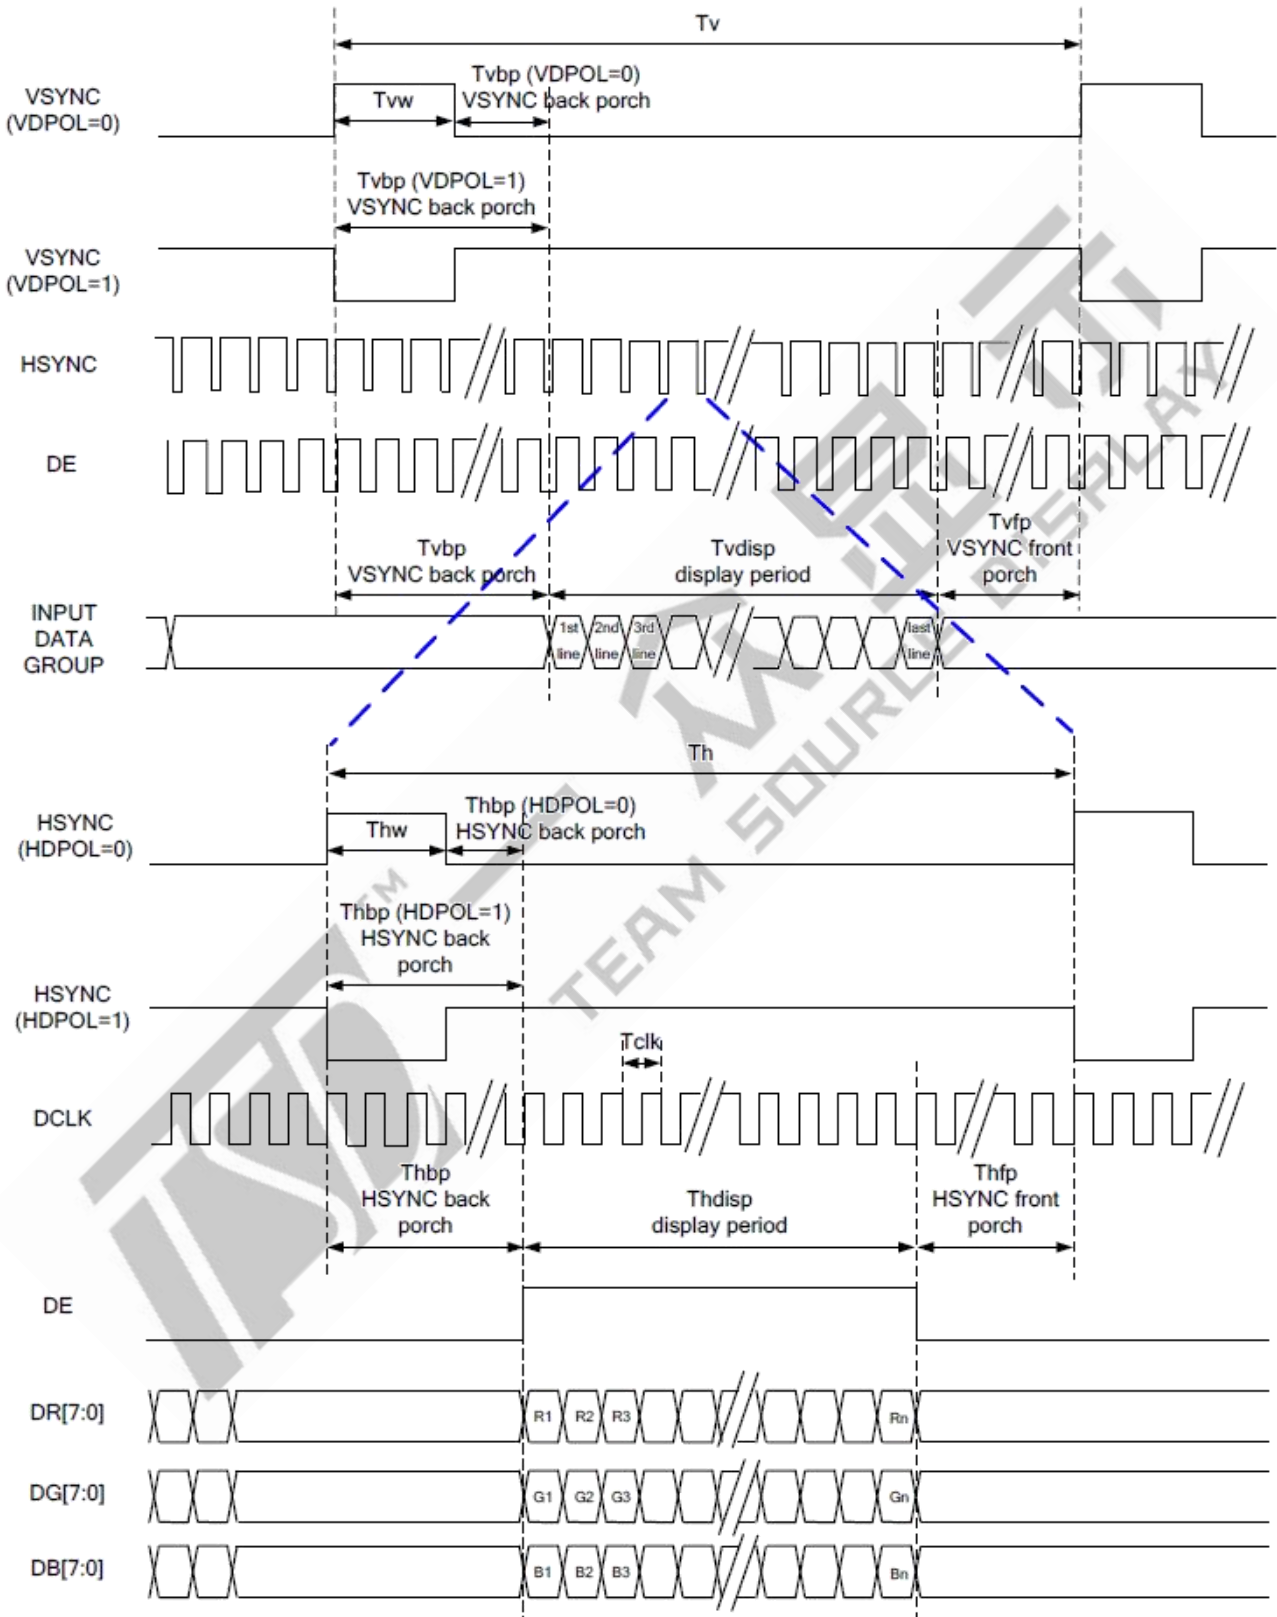 Tv
VSYNC
(VDPOL=0)
Tvw
Tvbp (VDPOL=0)
VSYNC back porch
Tvbp (VDPOL=1)
VSYNC back porch
VSYNC
(VDPOL=1)
HSYNC
DE
Tvbp
VSYNC back porch
Tvdisp
display period
Tvfp
VSYNC front
porch
INPUT
DATA
GROUP
1st
line
2nd
line
3rd
line
last
line
Th
HSYNC
(HDPOL=0)
Thw
Thbp (HDPOL=0)
HSYNC back porch
Thbp (HDPOL=1)
HSYNC back
porch
HSYNC
(HDPOL=1)
Tclk
DCLK
Thbp
HSYNC back
porch
Thdisp
display period
Thfp
HSYNC front
porch
DE
DR[7:0]
R1 R2 R3 Rn
DG[7:0]
G1 G2 G3 Gn
DB[7:0]
B1 B2 B3 Bn
TSD™
一众显示
TEAM SOURCE DISPLAY